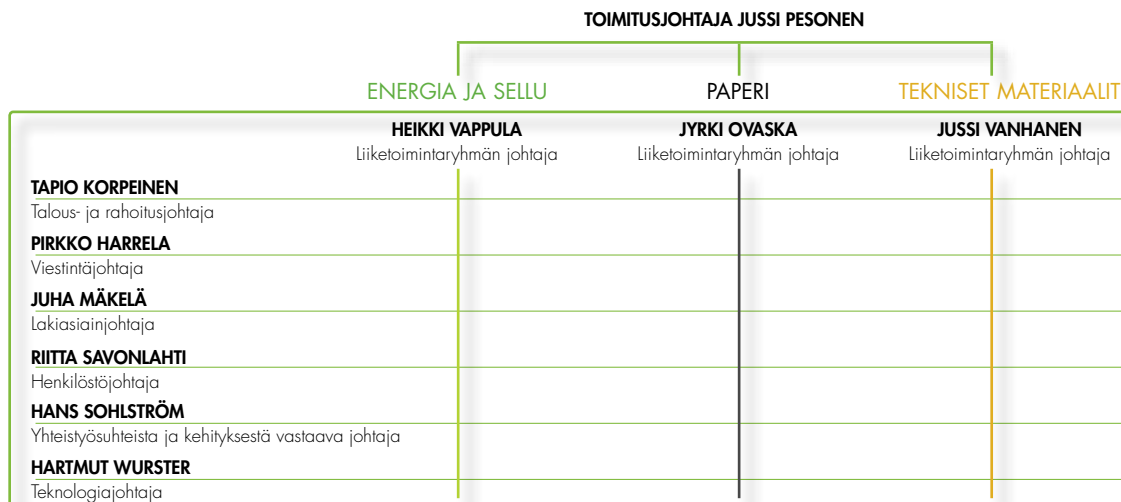 TOIMITUSJOHTAJA JUSSI PESONEN
ENERGIA JA SELLU PAPERI TEKNISET MATERIAALIT
HEIKKI VAPPULA JYRKI OVASKA JUSSI VANHANEN
Liiketoimintaryhmän johtaja Liiketoimintaryhmän johtaja Liiketoimintaryhmän johtaja
TAPIO KORPEINEN
Talous- ja rahoitusjohtaja
PIRKKO HARRELA
Viestintäjohtaja
JUHA MÄKELÄ
Lakiasiainjohtaja
RIITTA SAVONLAHTI
Henkilöstöjohtaja
HANS SOHLSTRÖM
Yhteistyösuhteista ja kehityksestä vastaava johtaja
HARTMUT WURSTER
Teknologiajohtaja